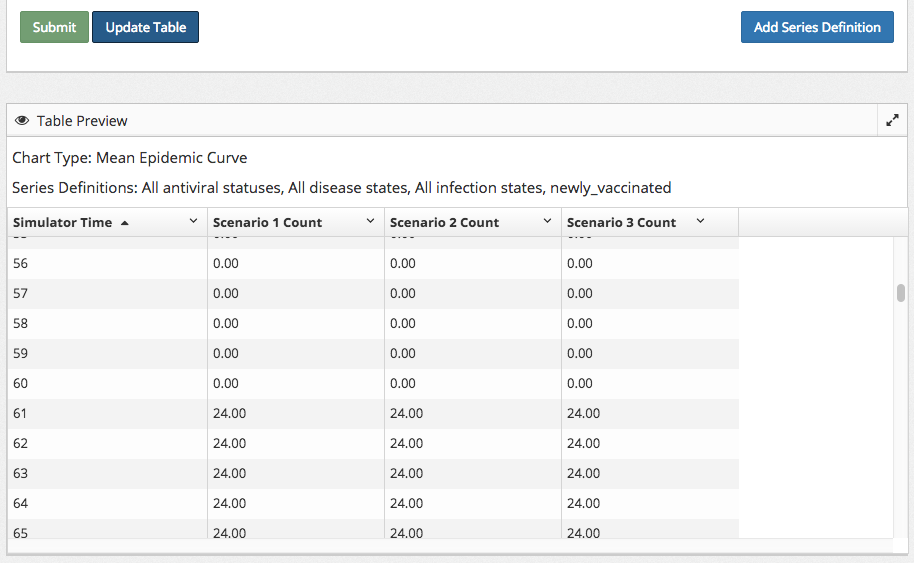 Submit Update Table Add Series Definition
Table Preview
Chart Type: Mean Epidemic Curve
Series Definitions: All antiviral statuses, All disease states, All infection states, newly_vaccinated
Simulator Time Scenario 1 Count Scenario 2 Count Scenario 3 Count
56 0.00 0.00 0.00
57 0.00 0.00 0.00
58 0.00 0.00 0.00
59 0.00 0.00 0.00
60 0.00 0.00 0.00
61 24.00 24.00 24.00
62 24.00 24.00 24.00
63 24.00 24.00 24.00
64 24.00 24.00 24.00
65 24.00 24.00 24.00